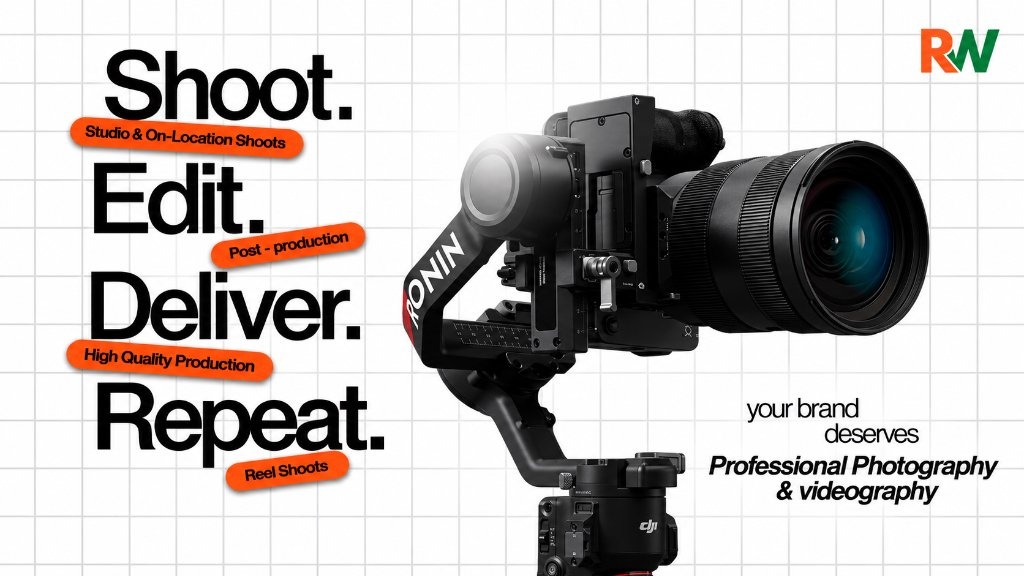 RW
Shoot.
Studio & On-Location Shoots
Edit.
Post - production
Deliver.
High Quality Production
Repeat.
Reel Shoots
RONIN
dji
your brand
deserves
Professional Photography
& videography